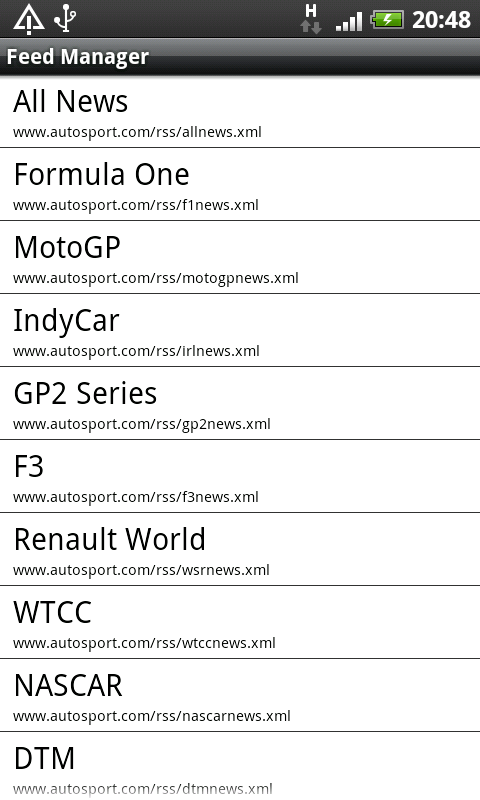 H
20:48
Feed Manager
All News
www.autosport.com/rss/allnews.xml
Formula One
www.autosport.com/rss/f1news.xml
MotoGP
www.autosport.com/rss/motogpnews.xml
IndyCar
www.autosport.com/rss/irlnews.xml
GP2 Series
www.autosport.com/rss/gp2news.xml
F3
www.autosport.com/rss/f3news.xml
Renault World
www.autosport.com/rss/wsrnews.xml
WTCC
www.autosport.com/rss/wtccnews.xml
NASCAR
www.autosport.com/rss/nascarnews.xml
DTM
www.autosport.com/rss/dtmnews.xml